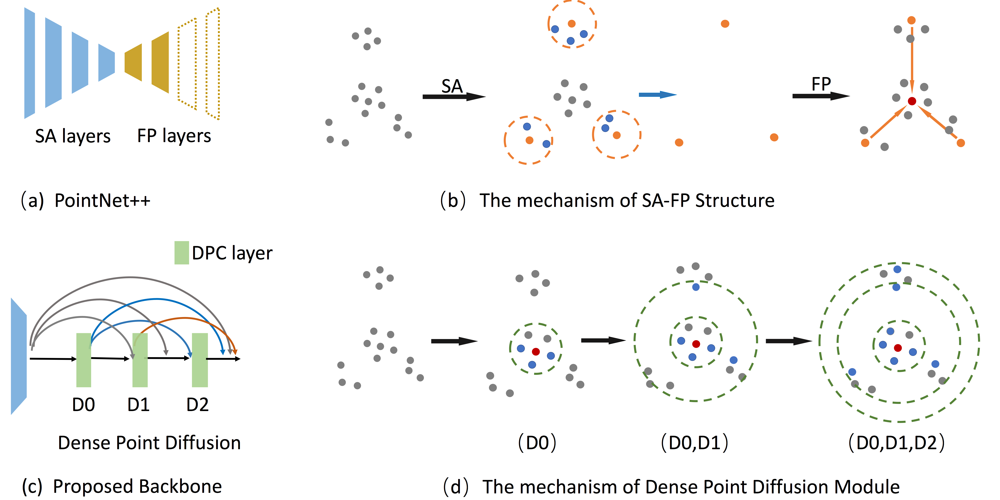 SA layers
FP layers
SA
FP
（a）PointNet++
（b）The mechanism of SA-FP Structure
DPC layer
D0
D1
D2
Dense Point Diffusion
（D0）
（D0,D1）
（D0,D1,D2）
(c) Proposed Backbone
（d）The mechanism of Dense Point Diffusion Module